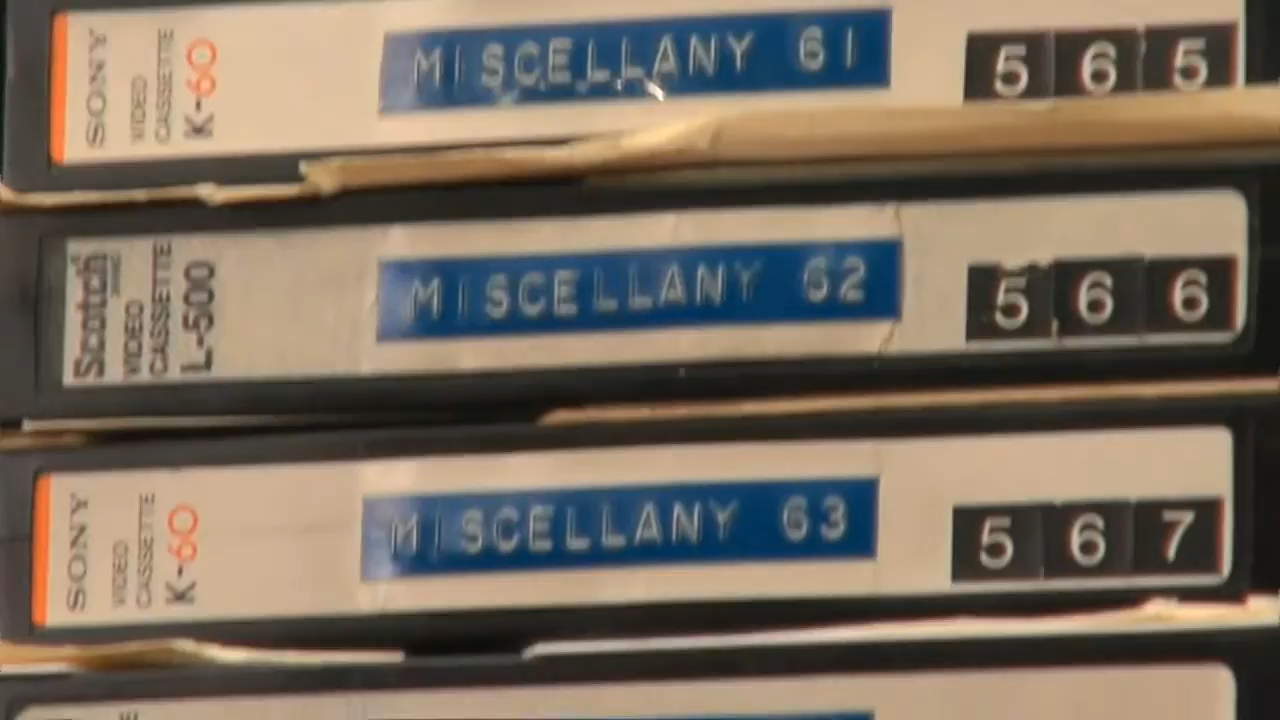 SONY
VIDEO
CASSETTE
K-60
MISCELLANY 61
5 6 5
Scotch
VIDEO
CASSETTE
L-500
MISCELLANY 62
5 6 6
SONY
VIDEO
CASSETTE
K-60
MISCELLANY 63
5 6 7